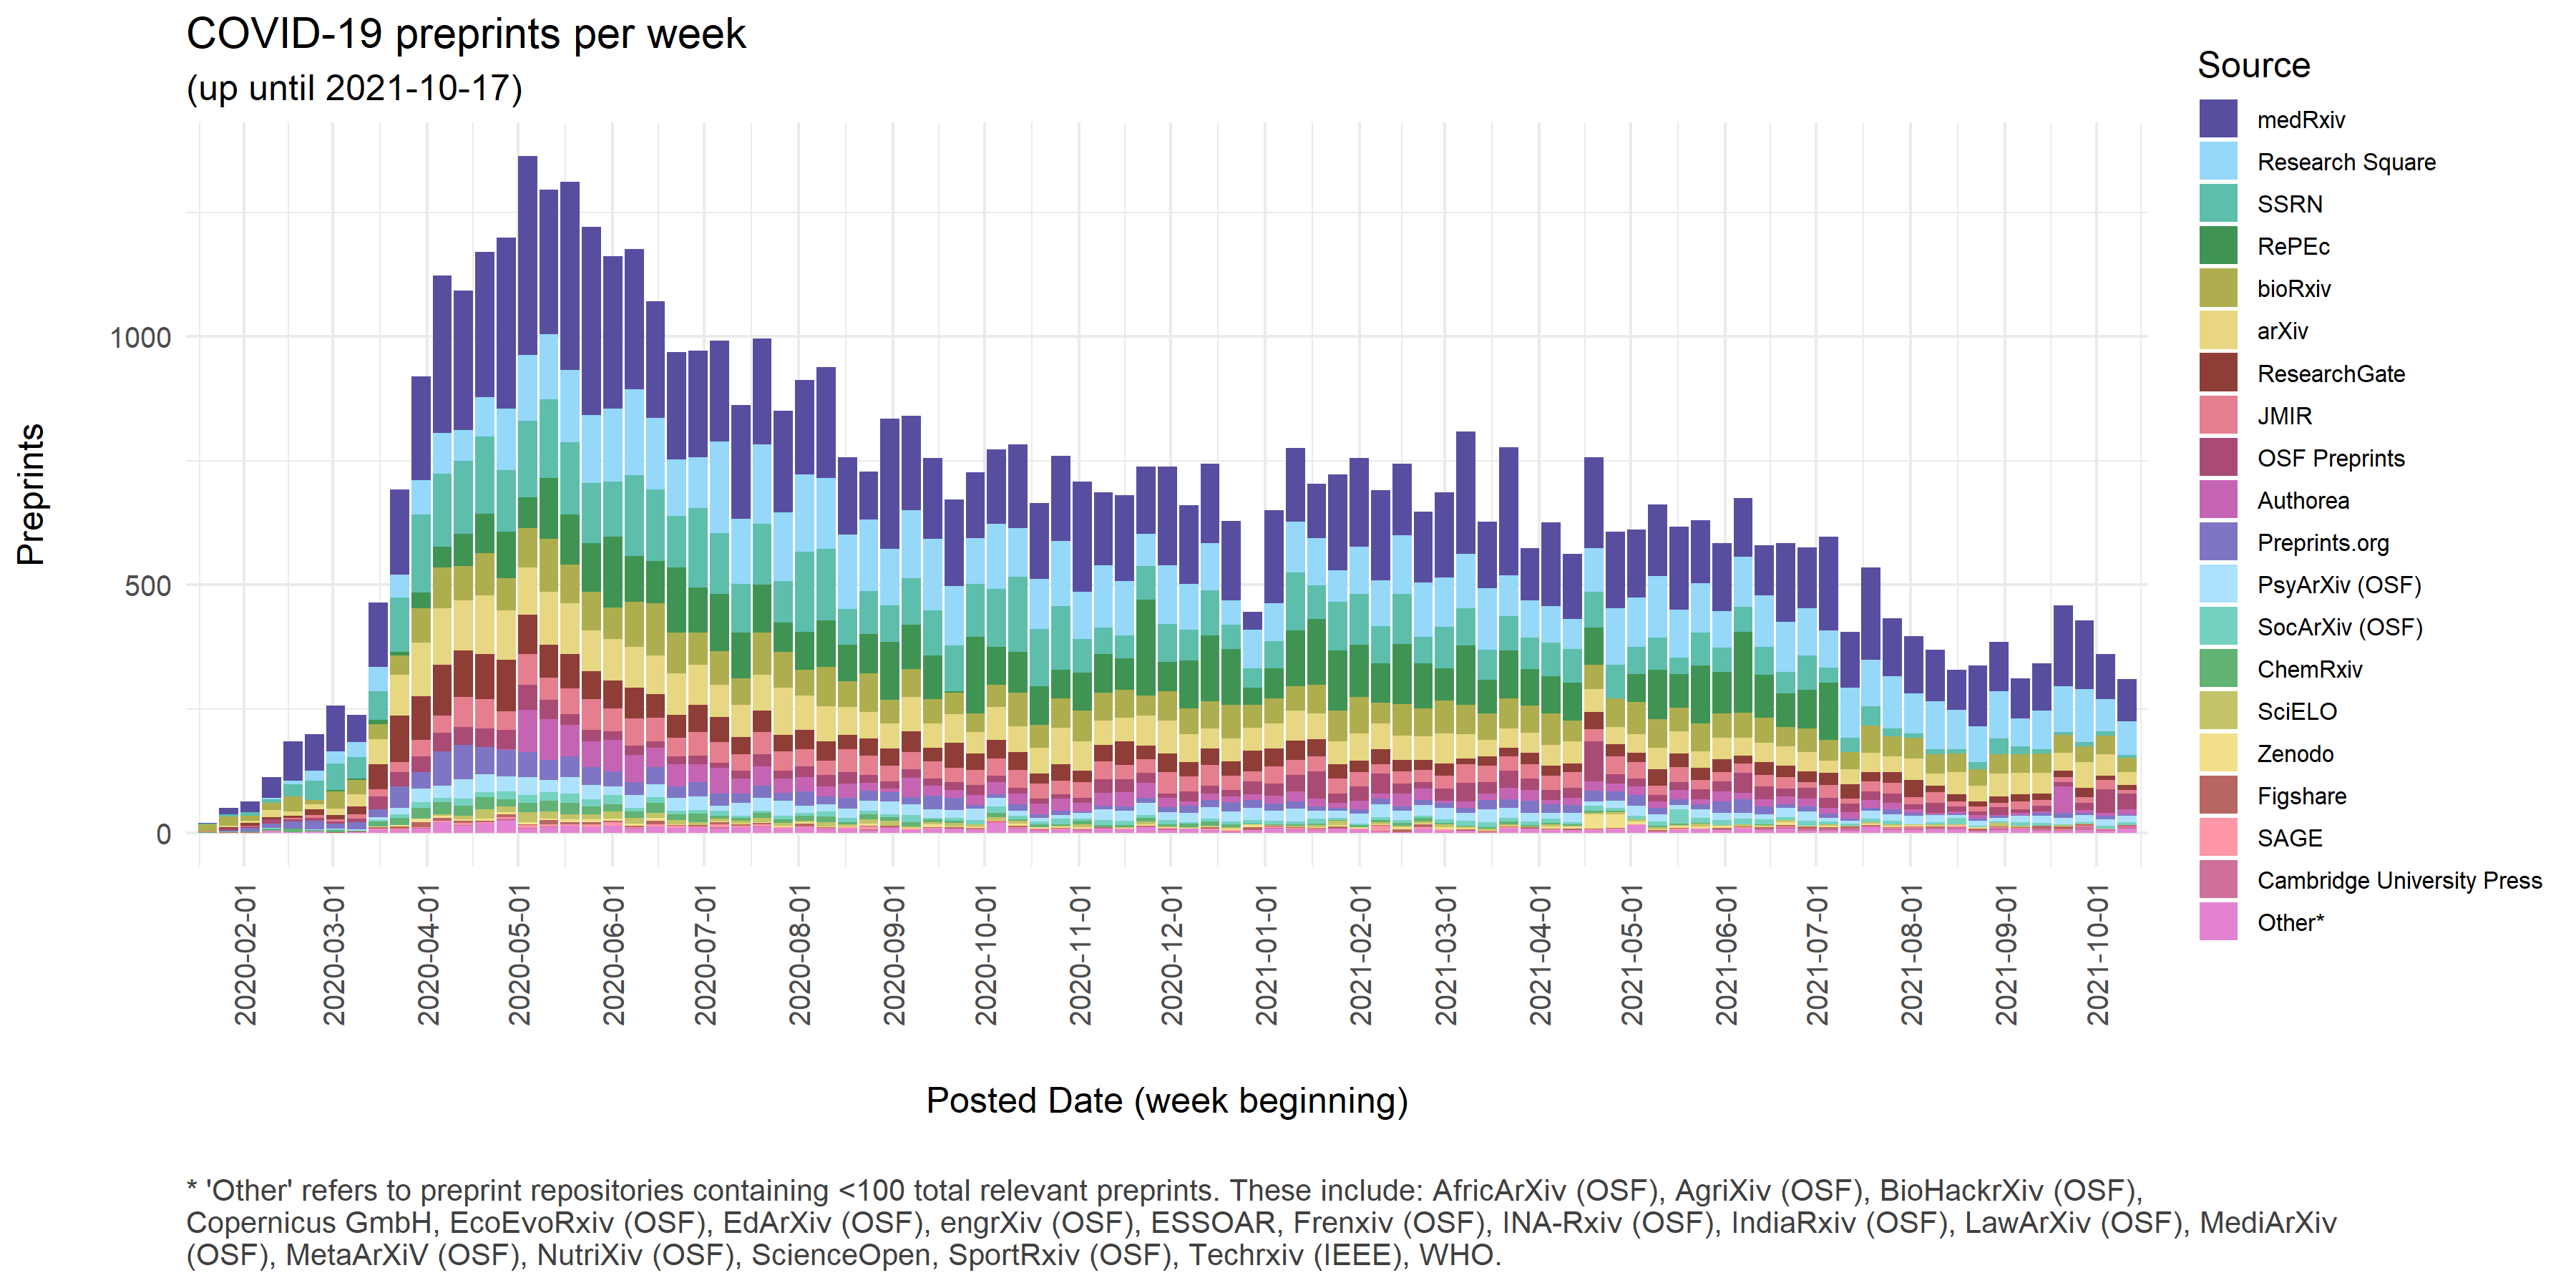 COVID-19 preprints per week
(up until 2021-10-17)
Preprints
1000
500
0
2020-02-01
2020-03-01
2020-04-01
2020-05-01
2020-06-01
2020-07-01
2020-08-01
2020-09-01
2020-10-01
2020-11-01
2020-12-01
2021-01-01
2021-02-01
2021-03-01
2021-04-01
2021-05-01
2021-06-01
2021-07-01
2021-08-01
2021-09-01
2021-10-01
Posted Date (week beginning)
Source
medRxiv
Research Square
SSRN
RePEc
bioRxiv
arXiv
ResearchGate
JMIR
OSF Preprints
Authorea
Preprints.org
PsyArXiv (OSF)
SocArXiv (OSF)
ChemRxiv
SciELO
Zenodo
Figshare
SAGE
Cambridge University Press
Other*
* 'Other' refers to preprint repositories containing <100 total relevant preprints. These include: AfricArXiv (OSF), AgriXiv (OSF), BioHackrXiv (OSF),
Copernicus GmbH, EcoEvoRxiv (OSF), EdArXiv (OSF), engrXiv (OSF), ESSOAR, Frenxiv (OSF), INA-Rxiv (OSF), IndiaRxiv (OSF), LawArXiv (OSF), MediArXiv
(OSF), MetaArXiV (OSF), NutriXiv (OSF), ScienceOpen, SportRxiv (OSF), Techrxiv (IEEE), WHO.